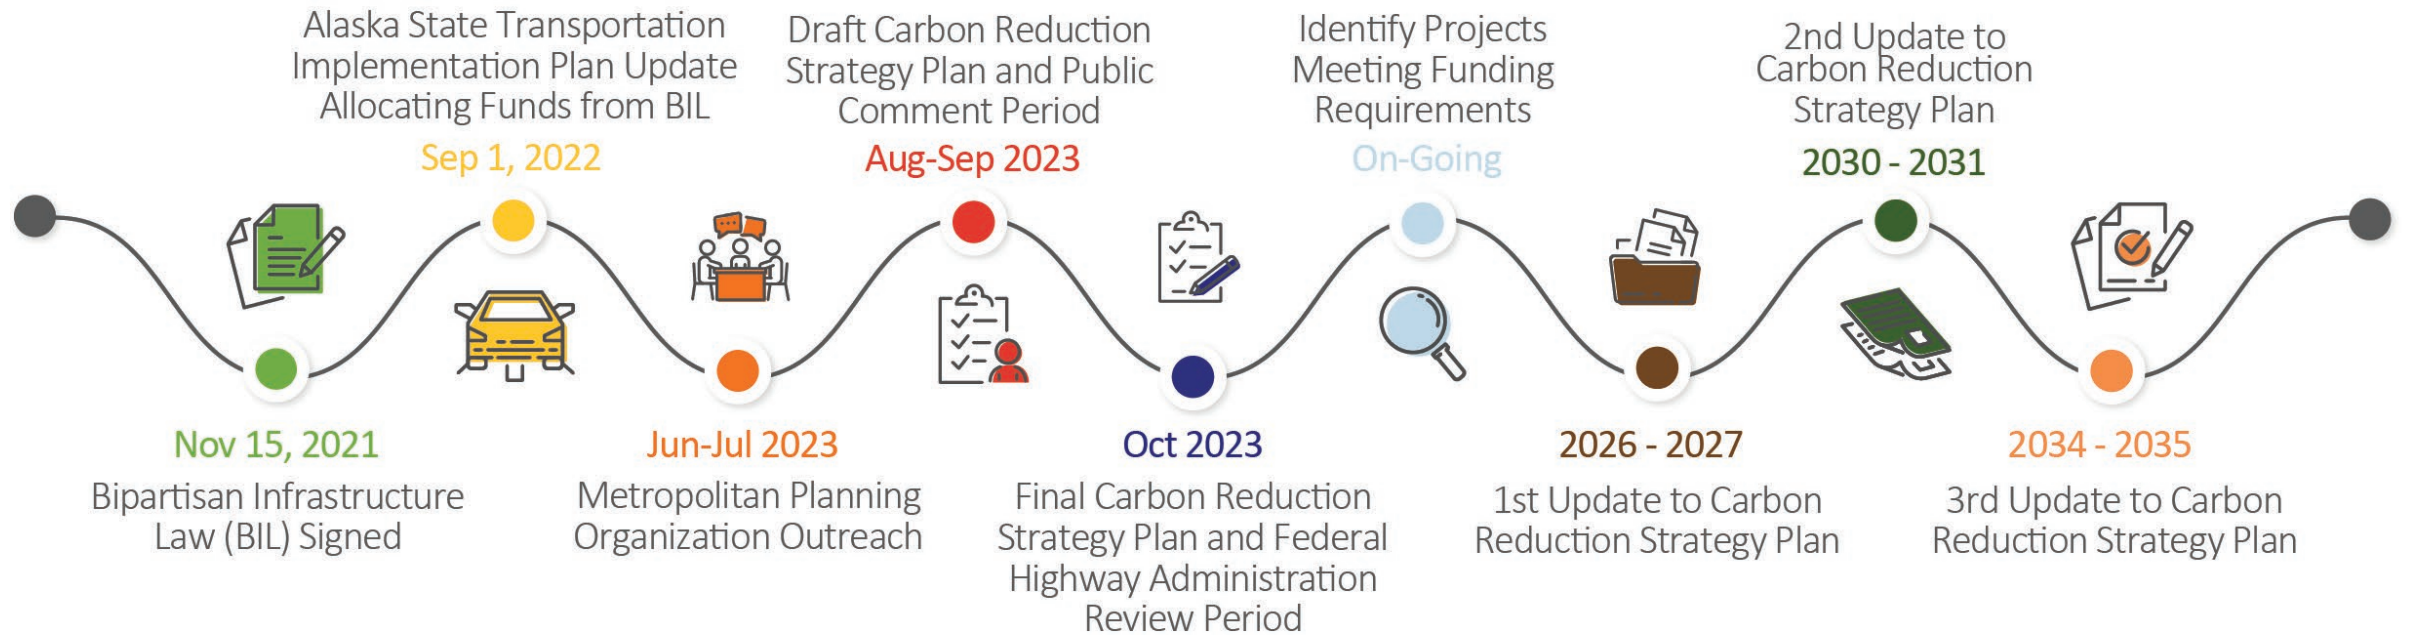 Alaska State Transportation
Implementation Plan Update
Allocating Funds from BIL
Sep 1, 2022
Draft Carbon Reduction
Strategy Plan and Public
Comment Period
Aug-Sep 2023
Identify Projects
Meeting Funding
Requirements
On-Going
2nd Update to
Carbon Reduction
Strategy Plan
2030 - 2031
Nov 15, 2021
Bipartisan Infrastructure
Law (BIL) Signed
Jun-Jul 2023
Metropolitan Planning
Organization Outreach
Oct 2023
Final Carbon Reduction
Strategy Plan and Federal
Highway Administration
Review Period
2026 - 2027
1st Update to Carbon
Reduction Strategy Plan
2034 - 2035
3rd Update to Carbon
Reduction Strategy Plan